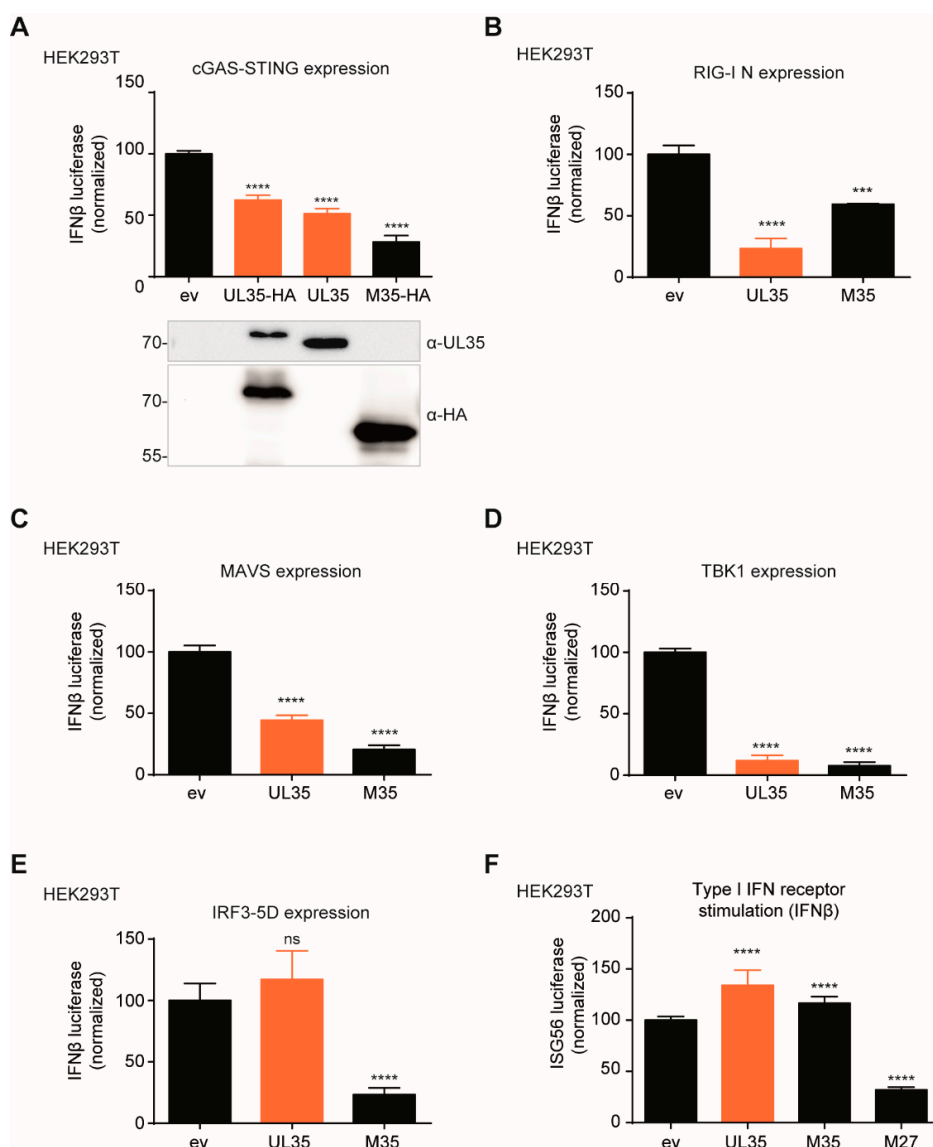 A
HEK293T
cGAS-STING expression
IFNβ luciferase
(normalized)
150
100
50
0
****
****
****
ev UL35-HA UL35 M35-HA
70-
α-UL35
70-
55-
α-HA
B
HEK293T
RIG-I N expression
IFNβ luciferase
(normalized)
150
100
50
0
****
***
ev UL35 M35
C
HEK293T
MAVS expression
IFNβ luciferase
(normalized)
150
100
50
0
****
****
ev UL35 M35
D
HEK293T
TBK1 expression
IFNβ luciferase
(normalized)
150
100
50
0
****
****
ev UL35 M35
E
HEK293T
IRF3-5D expression
IFNβ luciferase
(normalized)
150
100
50
0
ns
****
ev UL35 M35
F
HEK293T
Type I IFN receptor
stimulation (IFNβ)
ISG56 luciferase
(normalized)
200
150
100
50
0
****
****
****
ev UL35 M35 M27